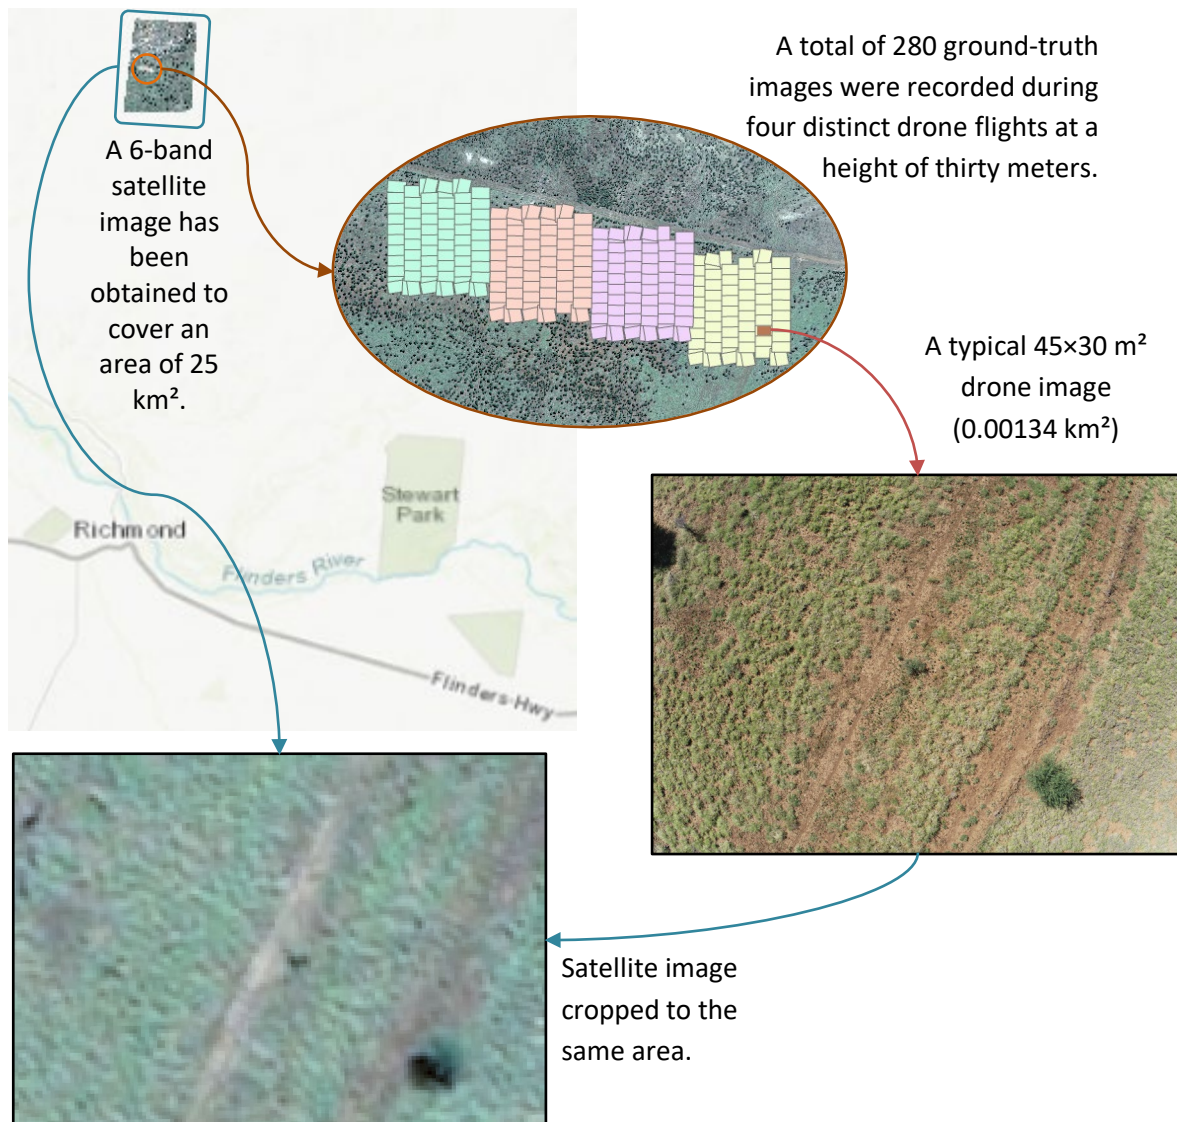 A 6-band
satellite
image has
been
obtained to
cover an
area of 25
km².
A total of 280 ground-truth
images were recorded during
four distinct drone flights at a
height of thirty meters.
A typical 45×30 m²
drone image
(0.00134 km²)
Stewart
Park
Richmond
Flinders River
Flinders-Hwy
Satellite image
cropped to the
same area.